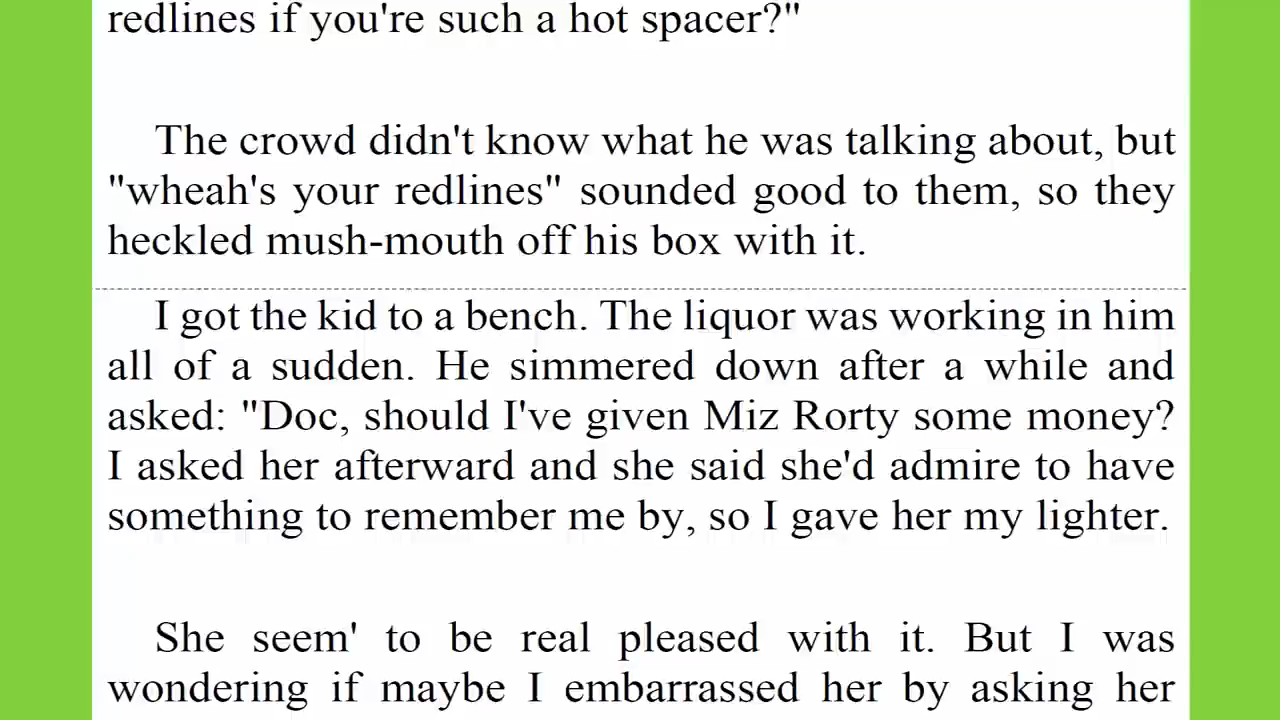 redlines if you're such a hot spacer?"
The crowd didn't know what he was talking about, but
"wheah's your redlines" sounded good to them, so they
heckled mush-mouth off his box with it.
I got the kid to a bench. The liquor was working in him
all of a sudden. He simmered down after a while and
asked: "Doc, should I've given Miz Rorty some money?
I asked her afterward and she said she'd admire to have
something to remember me by, so I gave her my lighter.
She seem' to be real pleased with it. But I was
wondering if maybe I embarrassed her by asking her